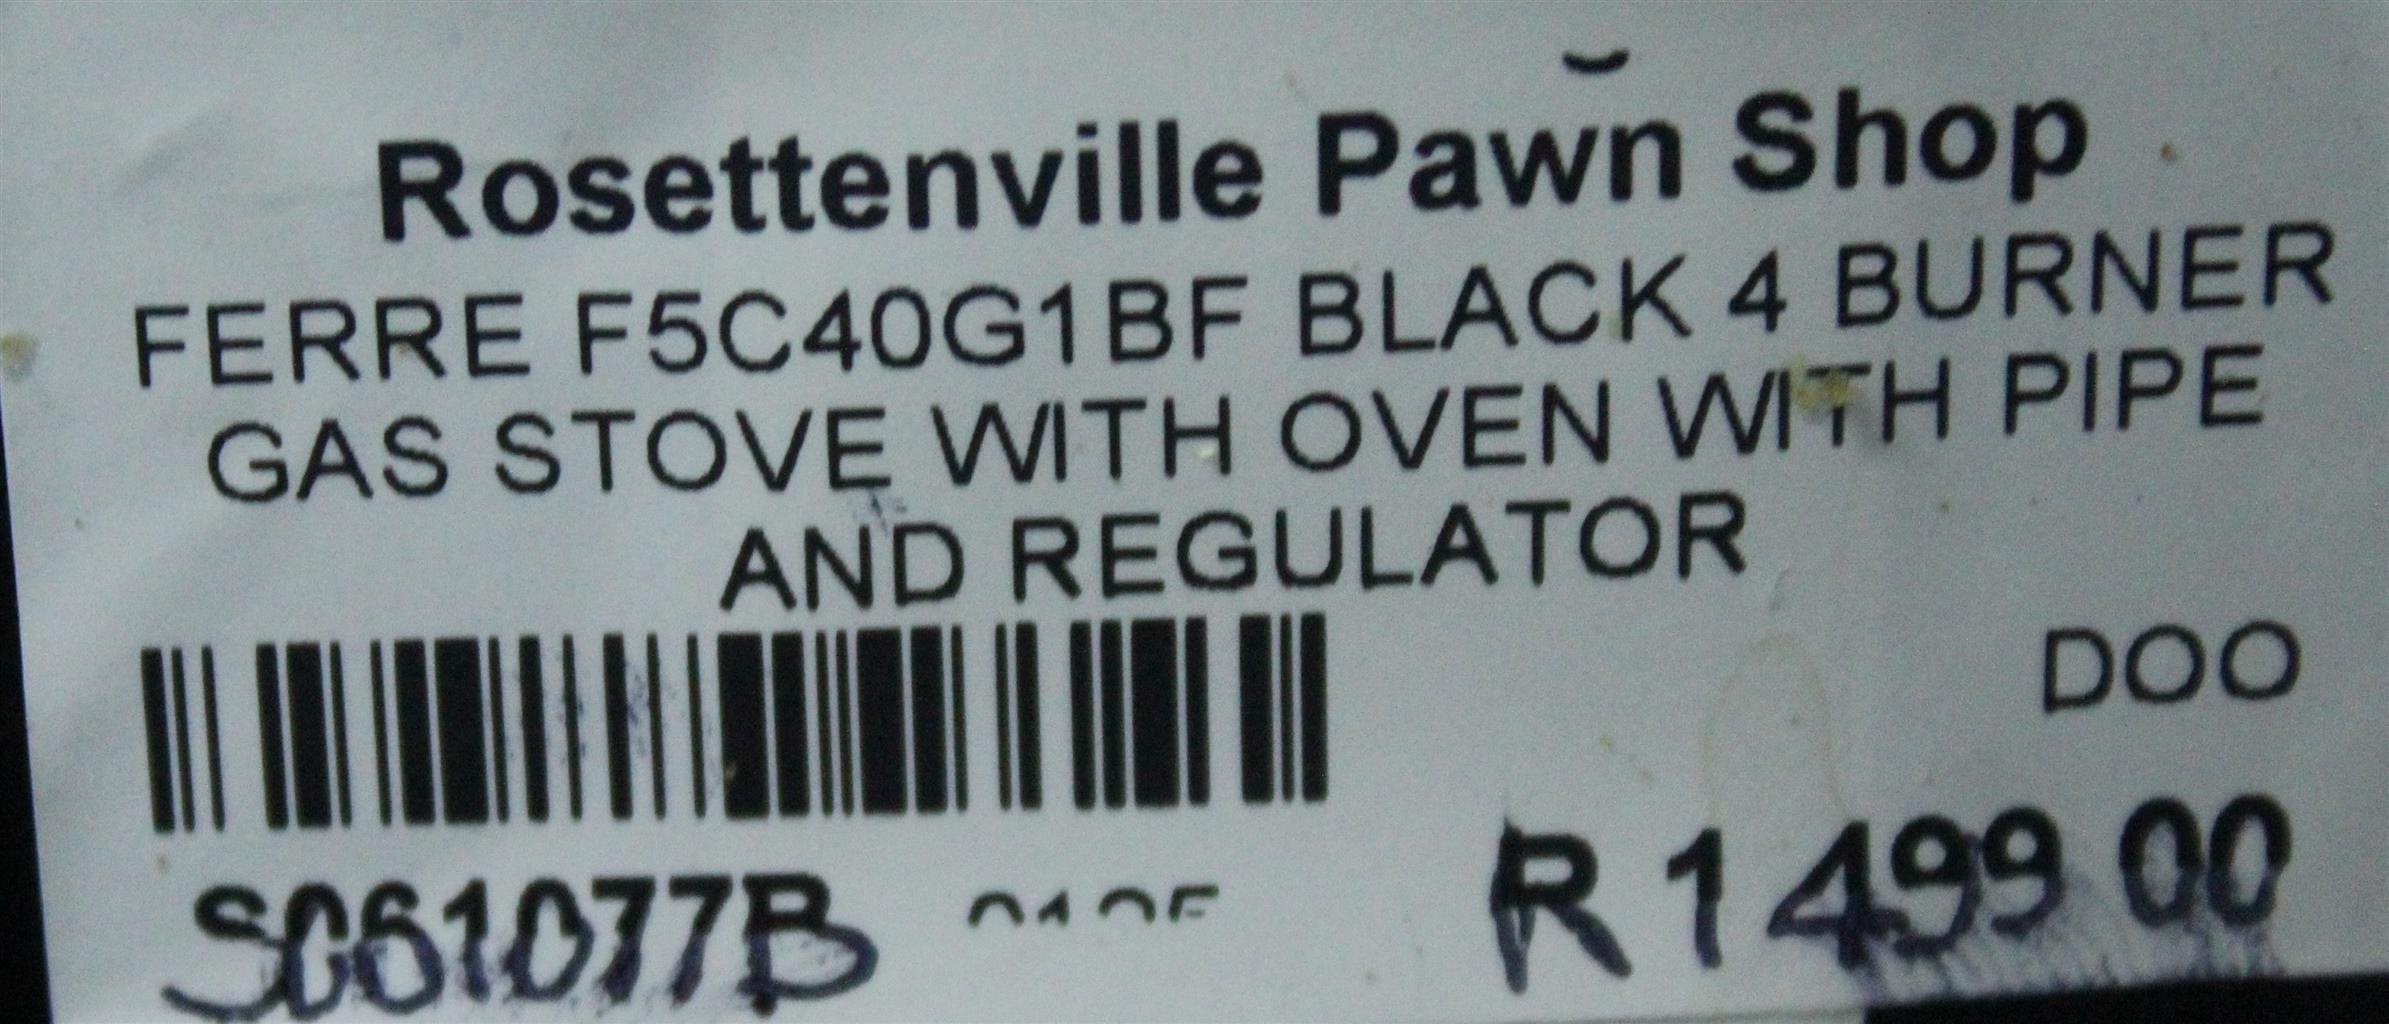 Rosettenville Pawn Shop
FERRE F5C40G1BF BLACK 4 BURNER
GAS STOVE WITH OVEN WITH PIPE
AND REGULATOR
DOO
S061077B R 1 499 00